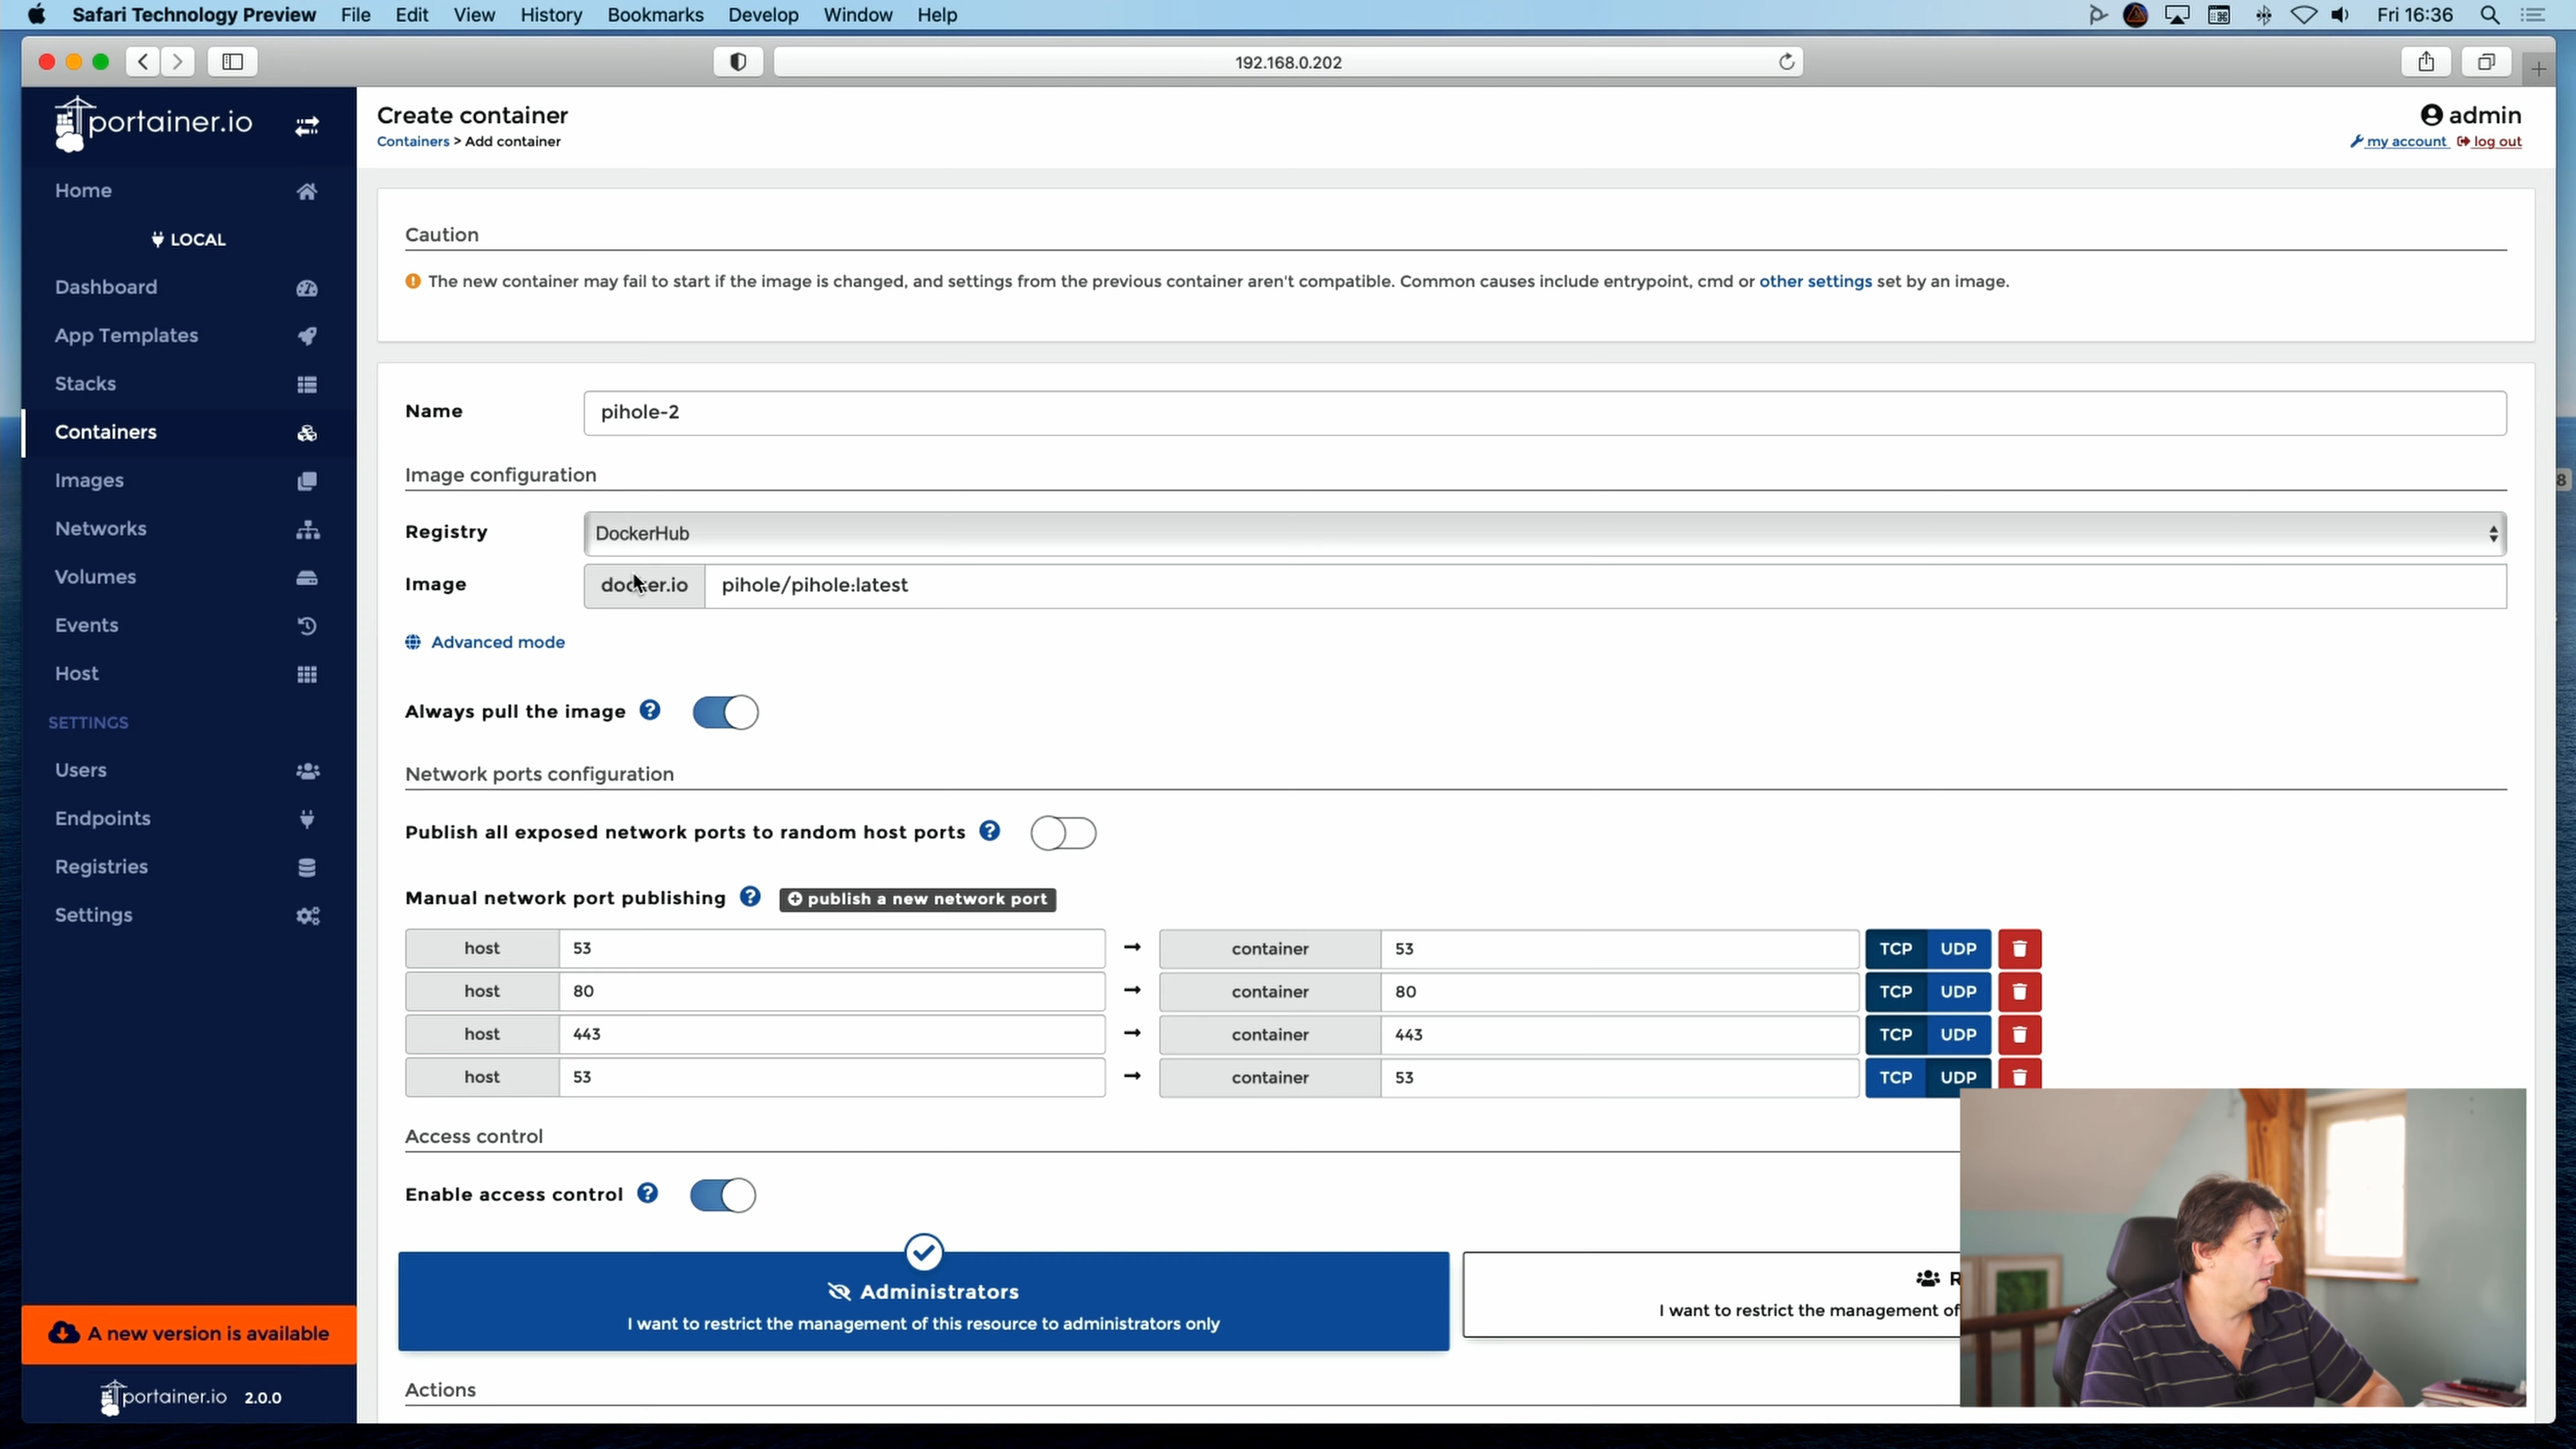 Safari Technology Preview File Edit View History Bookmarks Develop Window Help Fri 16:36
192.168.0.202
portainer.io
Create container
admin
Containers > Add container
my account log out
Home
LOCAL
Dashboard
App Templates
Stacks
Containers
Images
Networks
Volumes
Events
Host
SETTINGS
Users
Endpoints
Registries
Settings
A new version is available
portainer.io 2.0.0
Caution
The new container may fail to start if the image is changed, and settings from the previous container aren't compatible. Common causes include entrypoint, cmd or other settings set by an image.
Name pihole-2
Image configuration
Registry DockerHub
Image docker.io pihole/pihole:latest
Advanced mode
Always pull the image
Network ports configuration
Publish all exposed network ports to random host ports
Manual network port publishing publish a new network port
host 53 → container 53 TCP UDP
host 80 → container 80 TCP UDP
host 443 → container 443 TCP UDP
host 53 → container 53 TCP UDP
Access control
Enable access control
Administrators
I want to restrict the management of this resource to administrators only
R
I want to restrict the management of
Actions
8